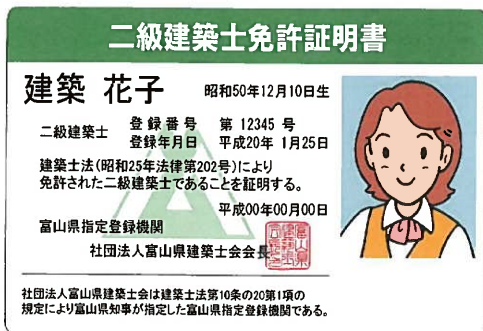 二級建築士免許証明書
建築 花子 昭和50年12月10日生
二級建築士 登録番号 第 12345 号
登録年月日 平成20年 1月25日
建築士法(昭和25年法律第202号)により
免許された二級建築士であることを証明する。
平成00年00月00日
富山県指定登録機関
社団法人富山県建築士会会長
社団法人富山県建築士会は建築士法第10条の20第1項の
規定により富山県知事が指定した富山県指定登録機関である。